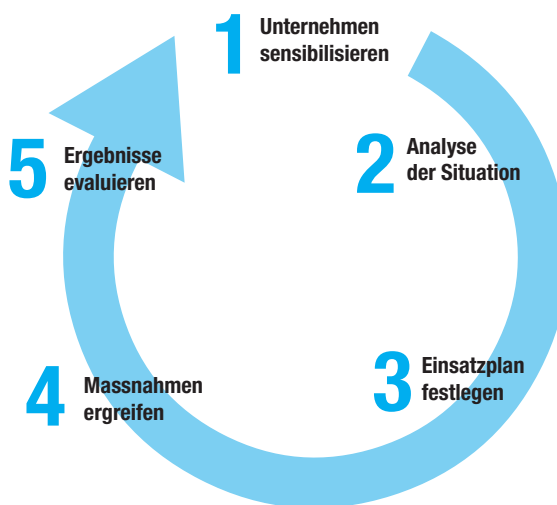 1 Unternehmen
sensibilisieren
2 Analyse
der Situation
3 Einsatzplan
festlegen
4 Massnahmen
ergreifen
5 Ergebnisse
evaluieren